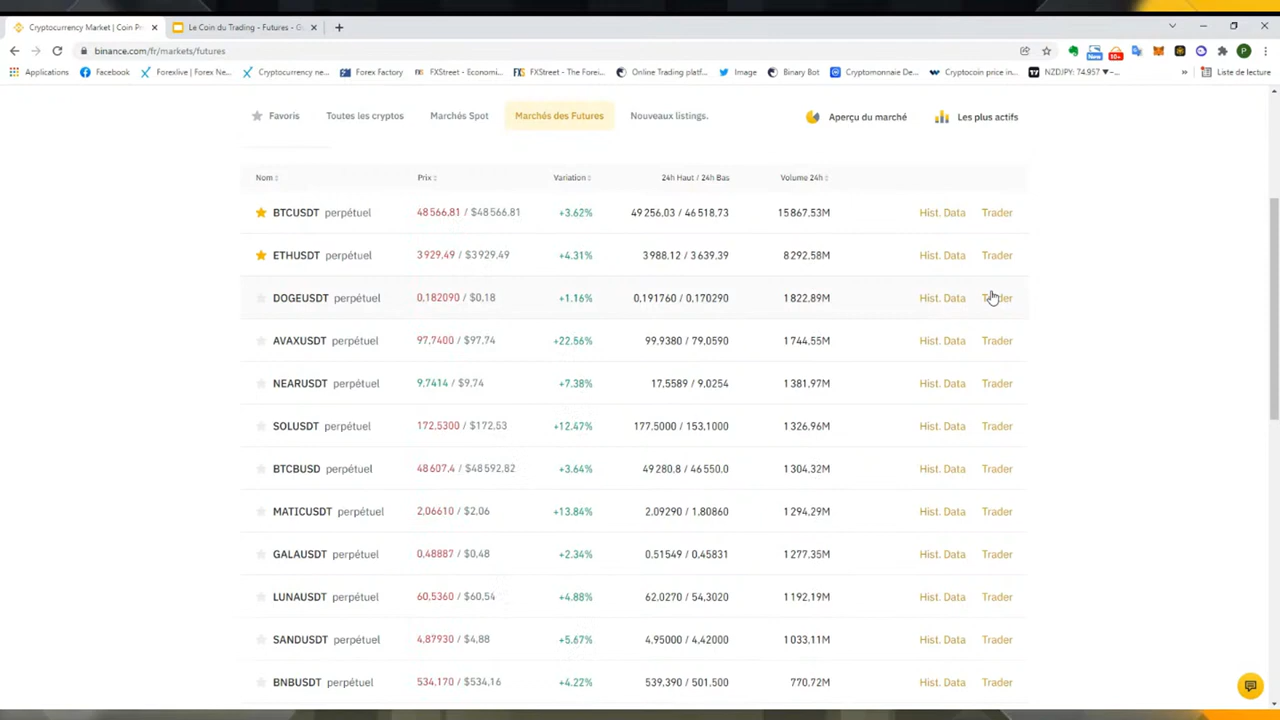 Cryptocurrency Market | Coin Pr
Le Coin du Trading - Futures - G
binance.com/fr/markets/futures
New
10+
P
Applications
Facebook
Forexlive | Forex Ne...
Cryptocurrency ne...
Forex Factory
FXStreet - Economi...
FXStreet - The Forei...
Online Trading platf...
Image
Binary Bot
Cryptomonnaie De...
Cryptocoin price in...
NZDJPY: 74,957 ▼−...
»
Liste de lecture
Favoris
Toutes les cryptos
Marchés Spot
Marchés des Futures
Nouveaux listings.
Aperçu du marché
Les plus actifs
Nom Prix Variation 24h Haut / 24h Bas Volume 24h
BTCUSDT perpétuel 48 566,81 / $48 566.81 +3.62% 49 256,03 / 46 518,73 15 867.53M Hist. Data Trader
ETHUSDT perpétuel 3 929,49 / $3 929.49 +4.31% 3 988.12 / 3 639,39 8 292.58M Hist. Data Trader
DOGEUSDT perpétuel 0,182090 / $0,18 +1.16% 0,191760 / 0,170290 1 822.89M Hist. Data Trader
AVAXUSDT perpétuel 97,7400 / $97,74 +22.56% 99.9380 / 79.0590 1 744,55M Hist. Data Trader
NEARUSDT perpétuel 9.7414 / $9.74 +7.38% 17.5589 / 9.0254 1 381,97M Hist. Data Trader
SOLUSDT perpétuel 172,5300 / $172,53 +12.47% 177.5000 / 153.1000 1 326.96M Hist. Data Trader
BTCBUSD perpétuel 48 607,4 / $48 592.82 +3.64% 49 280.8 / 46 550.0 1 304,32M Hist. Data Trader
MATICUSDT perpétuel 2,06610 / $2,06 +13.84% 2.09290 / 1,80860 1 294.29M Hist. Data Trader
GALAUSDT perpétuel 0.48887 / $0,48 +2.34% 0.51549 / 0.45831 1 277.35M Hist. Data Trader
LUNAUSDT perpétuel 60,5360 / $60,54 +4.88% 62.0270 / 54,3020 1 192,19M Hist. Data Trader
SANDUSDT perpétuel 4,87930 / $4,88 +5.67% 4.95000 / 4,42000 1 033,11M Hist. Data Trader
BNBUSDT perpétuel 534,170 / $534,16 +4.22% 539,390 / 501.500 770.72M Hist. Data Trader